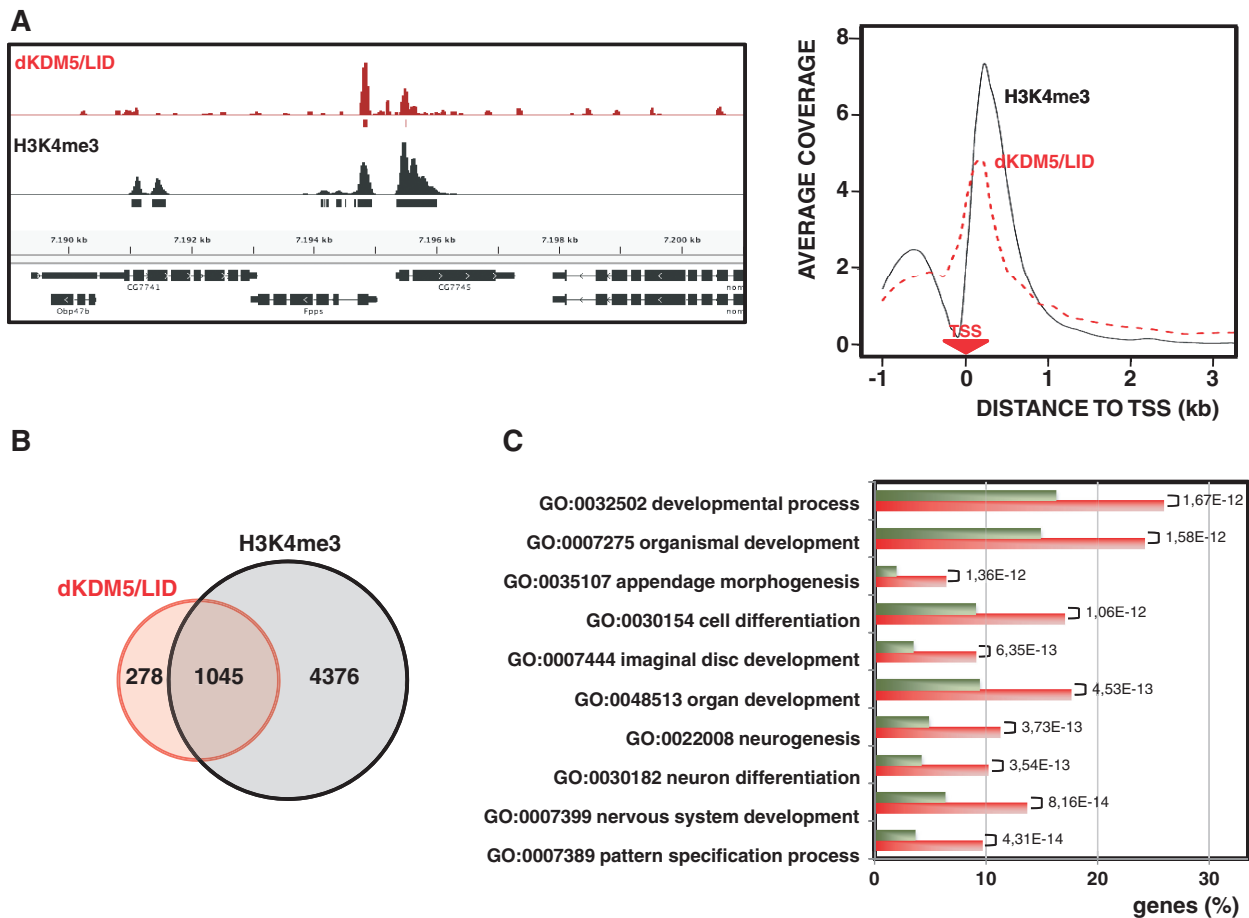 A
dKDM5/LID
H3K4me3
7.190 kb 7.192 kb 7.194 kb 7.196 kb 7.198 kb 7.200 kb
CG7741 CG7745 nom
Obp47b Fpps nom
AVERAGE COVERAGE
8
6
4
2
0
H3K4me3
dKDM5/LID
TSS
-1 0 1 2 3
DISTANCE TO TSS (kb)
B
H3K4me3
dKDM5/LID
278 1045 4376
C
GO:0032502 developmental process 1,67E-12
GO:0007275 organismal development 1,58E-12
GO:0035107 appendage morphogenesis 1,36E-12
GO:0030154 cell differentiation 1,06E-12
GO:0007444 imaginal disc development 6,35E-13
GO:0048513 organ development 4,53E-13
GO:0022008 neurogenesis 3,73E-13
GO:0030182 neuron differentiation 3,54E-13
GO:0007399 nervous system development 8,16E-14
GO:0007389 pattern specification process 4,31E-14
0 10 20 30
genes (%)